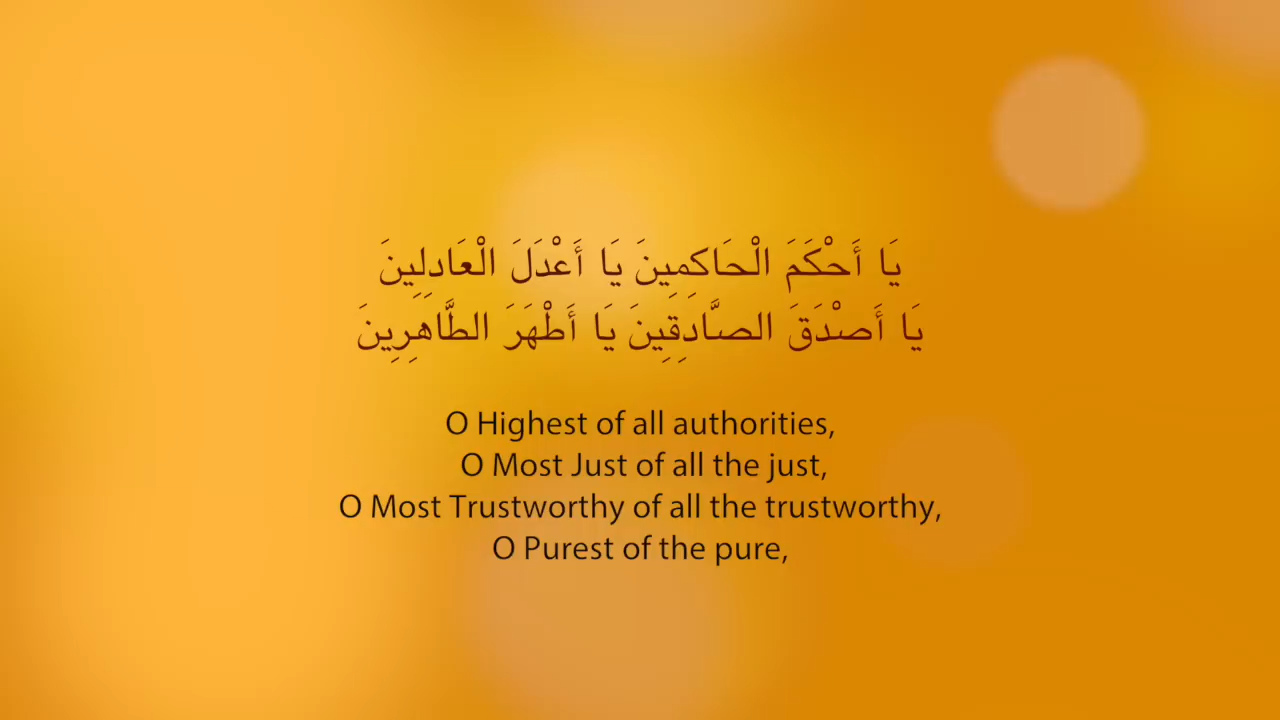 يَا أَحْكَمَ الْحَاكِمِينَ يَا أَعْدَلَ الْعَادِلِينَ
يَا أَصْدَقَ الصَّادِقِينَ يَا أَطْهَرَ الطَّاهِرِينَ
O Highest of all authorities,
O Most Just of all the just,
O Most Trustworthy of all the trustworthy,
O Purest of the pure,